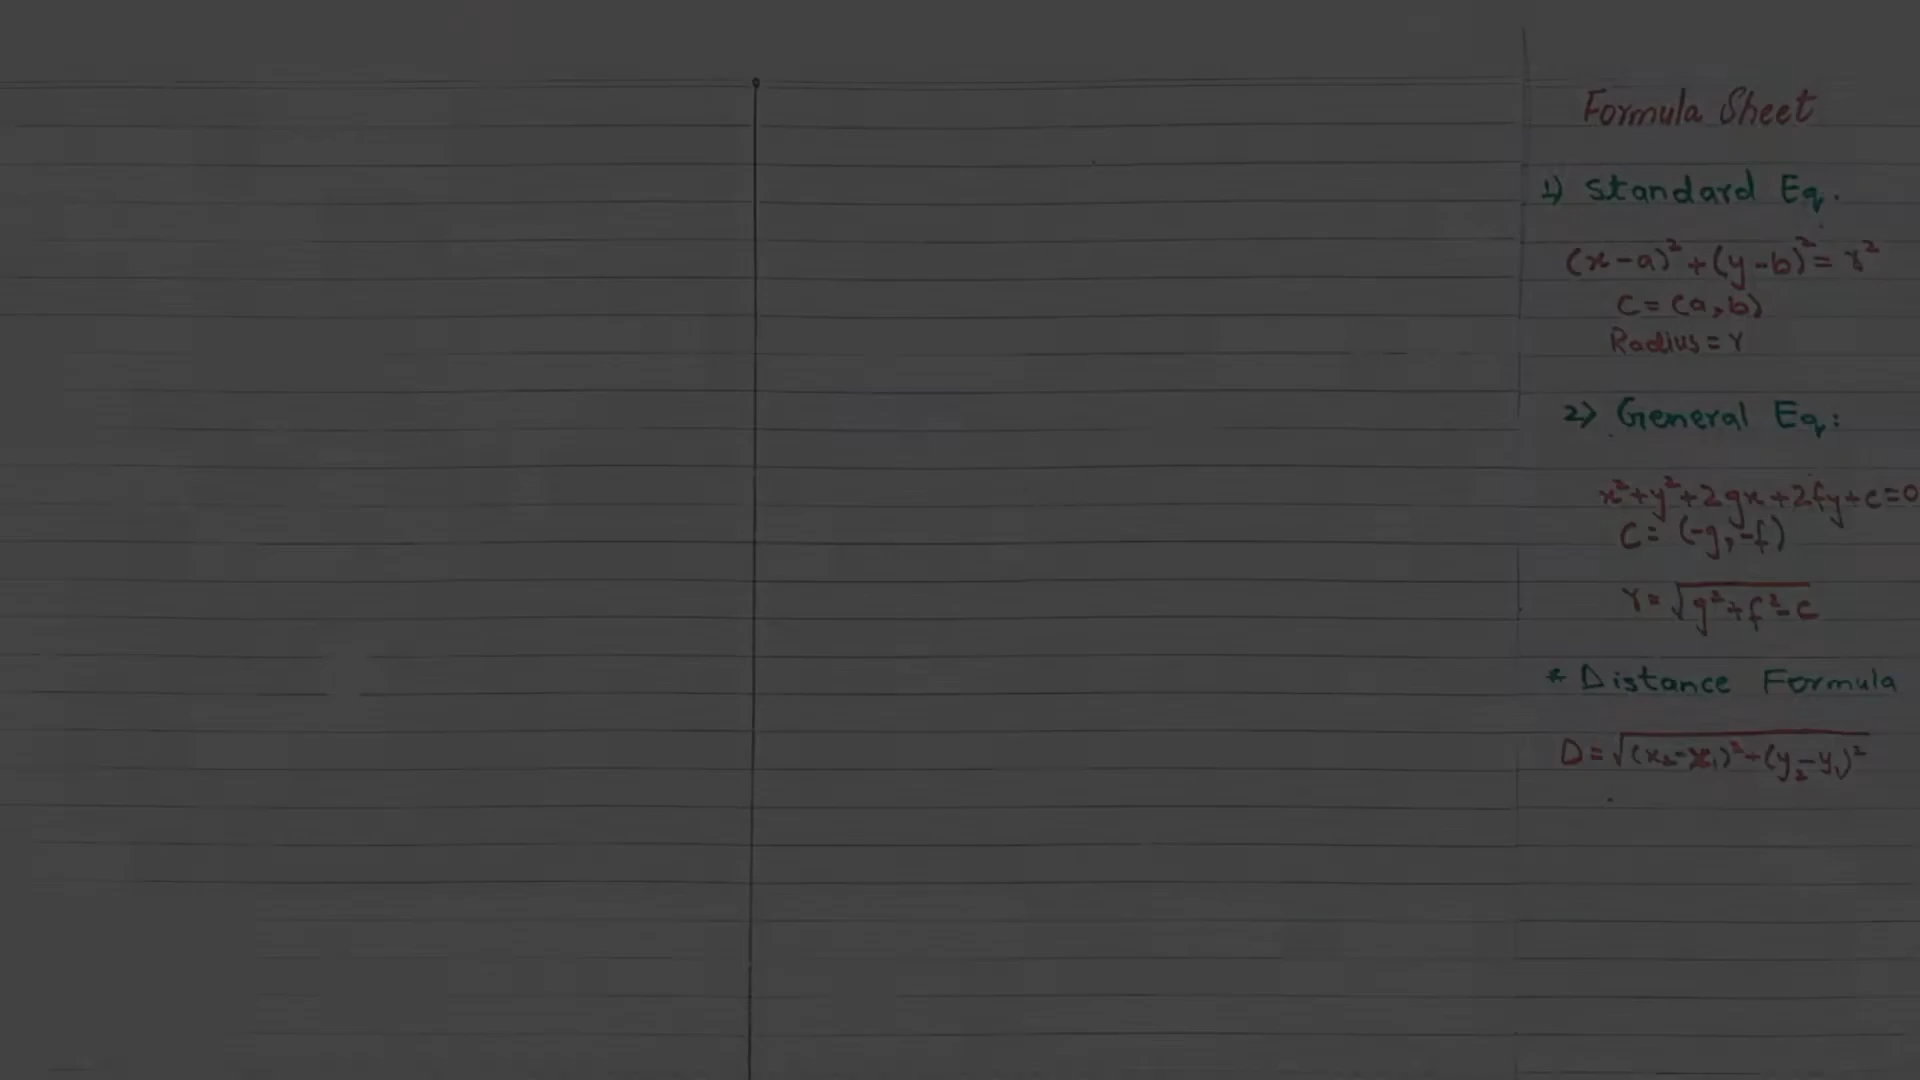 Formula Sheet
1) Standard Eq.
(x-a)²+(y-b)²=r²
C=(a,b)
Radius=r
2) General Eq:
x²+y²+2gx+2fy+c=0
C=(-g,-f)
r=√g²+f²-c
* Distance Formula
D=√(x₂-x₁)²+(y₂-y₁)²